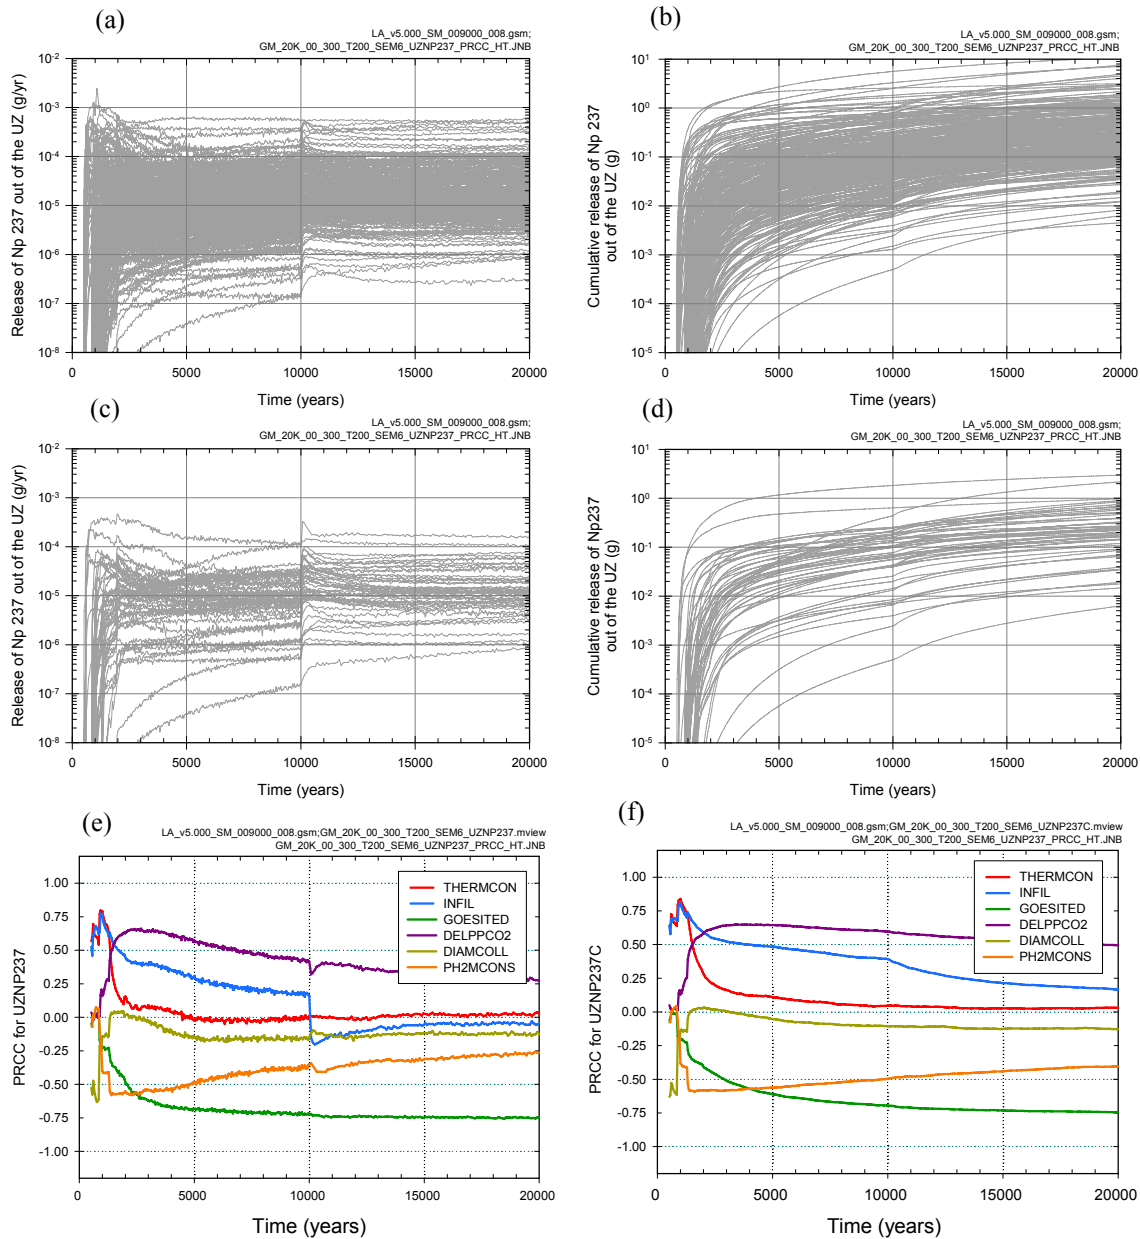 (a)
LA_v5.000_SM_009000_008.gsm;
GM_20K_00_300_T200_SEM6_UZNP237_PRCC_HT.JNB
Release of Np 237 out of the UZ (g/yr)
10-2
10-3
10-4
10-5
10-6
10-7
10-8
0 5000 10000 15000 20000
Time (years)
(b)
LA_v5.000_SM_009000_008.gsm;
GM_20K_00_300_T200_SEM6_UZNP237_PRCC_HT.JNB
Cumulative release of Np 237
out of the UZ (g)
101
100
10-1
10-2
10-3
10-4
10-5
0 5000 10000 15000 20000
Time (years)
(c)
LA_v5.000_SM_009000_008.gsm;
GM_20K_00_300_T200_SEM6_UZNP237_PRCC_HT.JNB
Release of Np 237 out of the UZ (g/yr)
10-2
10-3
10-4
10-5
10-6
10-7
10-8
0 5000 10000 15000 20000
Time (years)
(d)
LA_v5.000_SM_009000_008.gsm;
GM_20K_00_300_T200_SEM6_UZNP237_PRCC_HT.JNB
Cumulative release of Np237
out of the UZ (g)
101
100
10-1
10-2
10-3
10-4
10-5
0 5000 10000 15000 20000
Time (years)
(e)
LA_v5.000_SM_009000_008.gsm;GM_20K_00_300_T200_SEM6_UZNP237.mview
GM_20K_00_300_T200_SEM6_UZNP237_PRCC_HT.JNB
PRCC for UZNP237
1.00
0.75
0.50
0.25
0.00
-0.25
-0.50
-0.75
-1.00
THERMCON
INFIL
GOESITED
DELPPCO2
DIAMCOLL
PH2MCONS
0 5000 10000 15000 20000
Time (years)
(f)
LA_v5.000_SM_009000_008.gsm;GM_20K_00_300_T200_SEM6_UZNP237C.mview
GM_20K_00_300_T200_SEM6_UZNP237_PRCC_HT.JNB
PRCC for UZNP237C
1.00
0.75
0.50
0.25
0.00
-0.25
-0.50
-0.75
-1.00
THERMCON
INFIL
GOESITED
DELPPCO2
DIAMCOLL
PH2MCONS
0 5000 10000 15000 20000
Time (years)